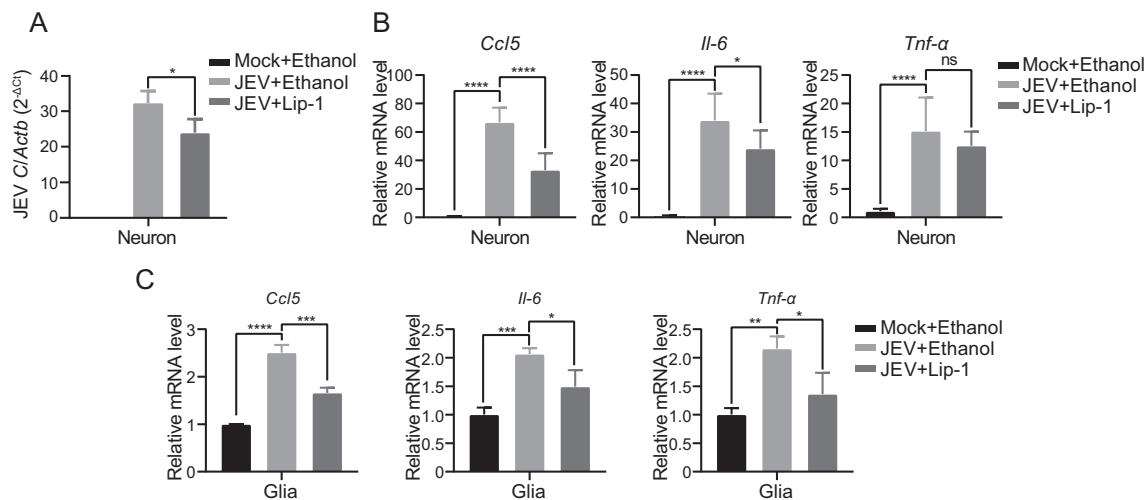 A
JEV C/Actb (2^-ΔCt)
40
30
20
10
0
*
Neuron
Mock+Ethanol
JEV+Ethanol
JEV+Lip-1
B
Ccl5
Relative mRNA level
100
80
60
40
20
0
****
****
Neuron
Il-6
Relative mRNA level
50
40
30
20
10
0
****
*
Neuron
Tnf-α
Relative mRNA level
25
20
15
10
5
0
****
ns
Neuron
Mock+Ethanol
JEV+Ethanol
JEV+Lip-1
C
Ccl5
Relative mRNA level
3
2
1
0
****
***
Glia
Il-6
Relative mRNA level
2.5
2.0
1.5
1.0
0.5
0
***
*
Glia
Tnf-α
Relative mRNA level
2.5
2.0
1.5
1.0
0.5
0
**
*
Glia
Mock+Ethanol
JEV+Ethanol
JEV+Lip-1